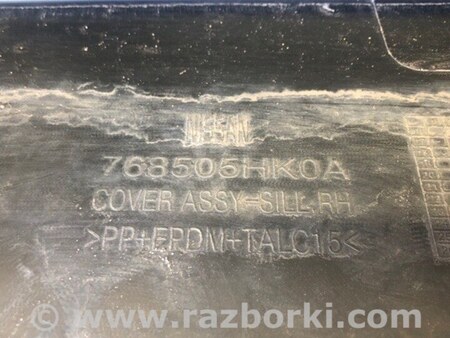 NISSAN
768505HK0A
COVER ASSY-SILL, RH
>PP+EPDM+TALC15<
© www.razborki.com